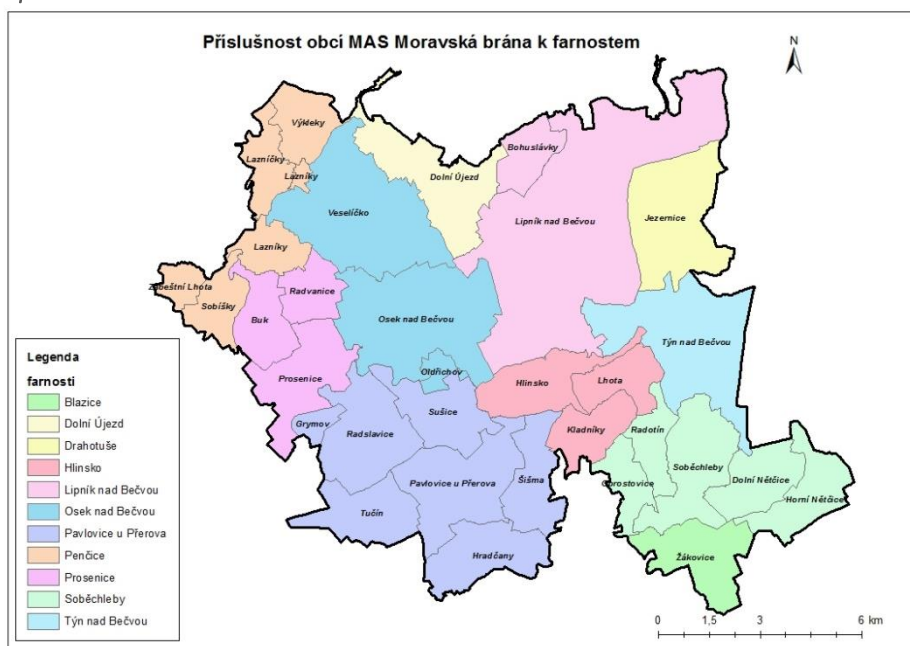 Příslušnost obcí MAS Moravská brána k farnostem
N
Výkleky
Lazničky
Lazníky
Bohuslávky
Dolní Újezd
Veselíčko
Lipník nad Bečvou
Jezernice
Lazníky
Zábeštní Lhota
Sobíšky
Radvanice
Buk
Osek nad Bečvou
Týn nad Bečvou
Oldřichov
Prosenice
Hlinsko
Lhota
Grymov
Radslavice
Sušice
Kladníky
Radotín
Soběchleby
Pavlovice u Přerova
Šišma
Dolní Nětčice
Horní Nětčice
Tučín
Hradčany
Žákovice
Legenda
farnosti
Blazice
Dolní Újezd
Drahotuše
Hlinsko
Lipník nad Bečvou
Osek nad Bečvou
Pavlovice u Přerova
Penčice
Prosenice
Soběchleby
Týn nad Bečvou
0 1,5 3 6 km